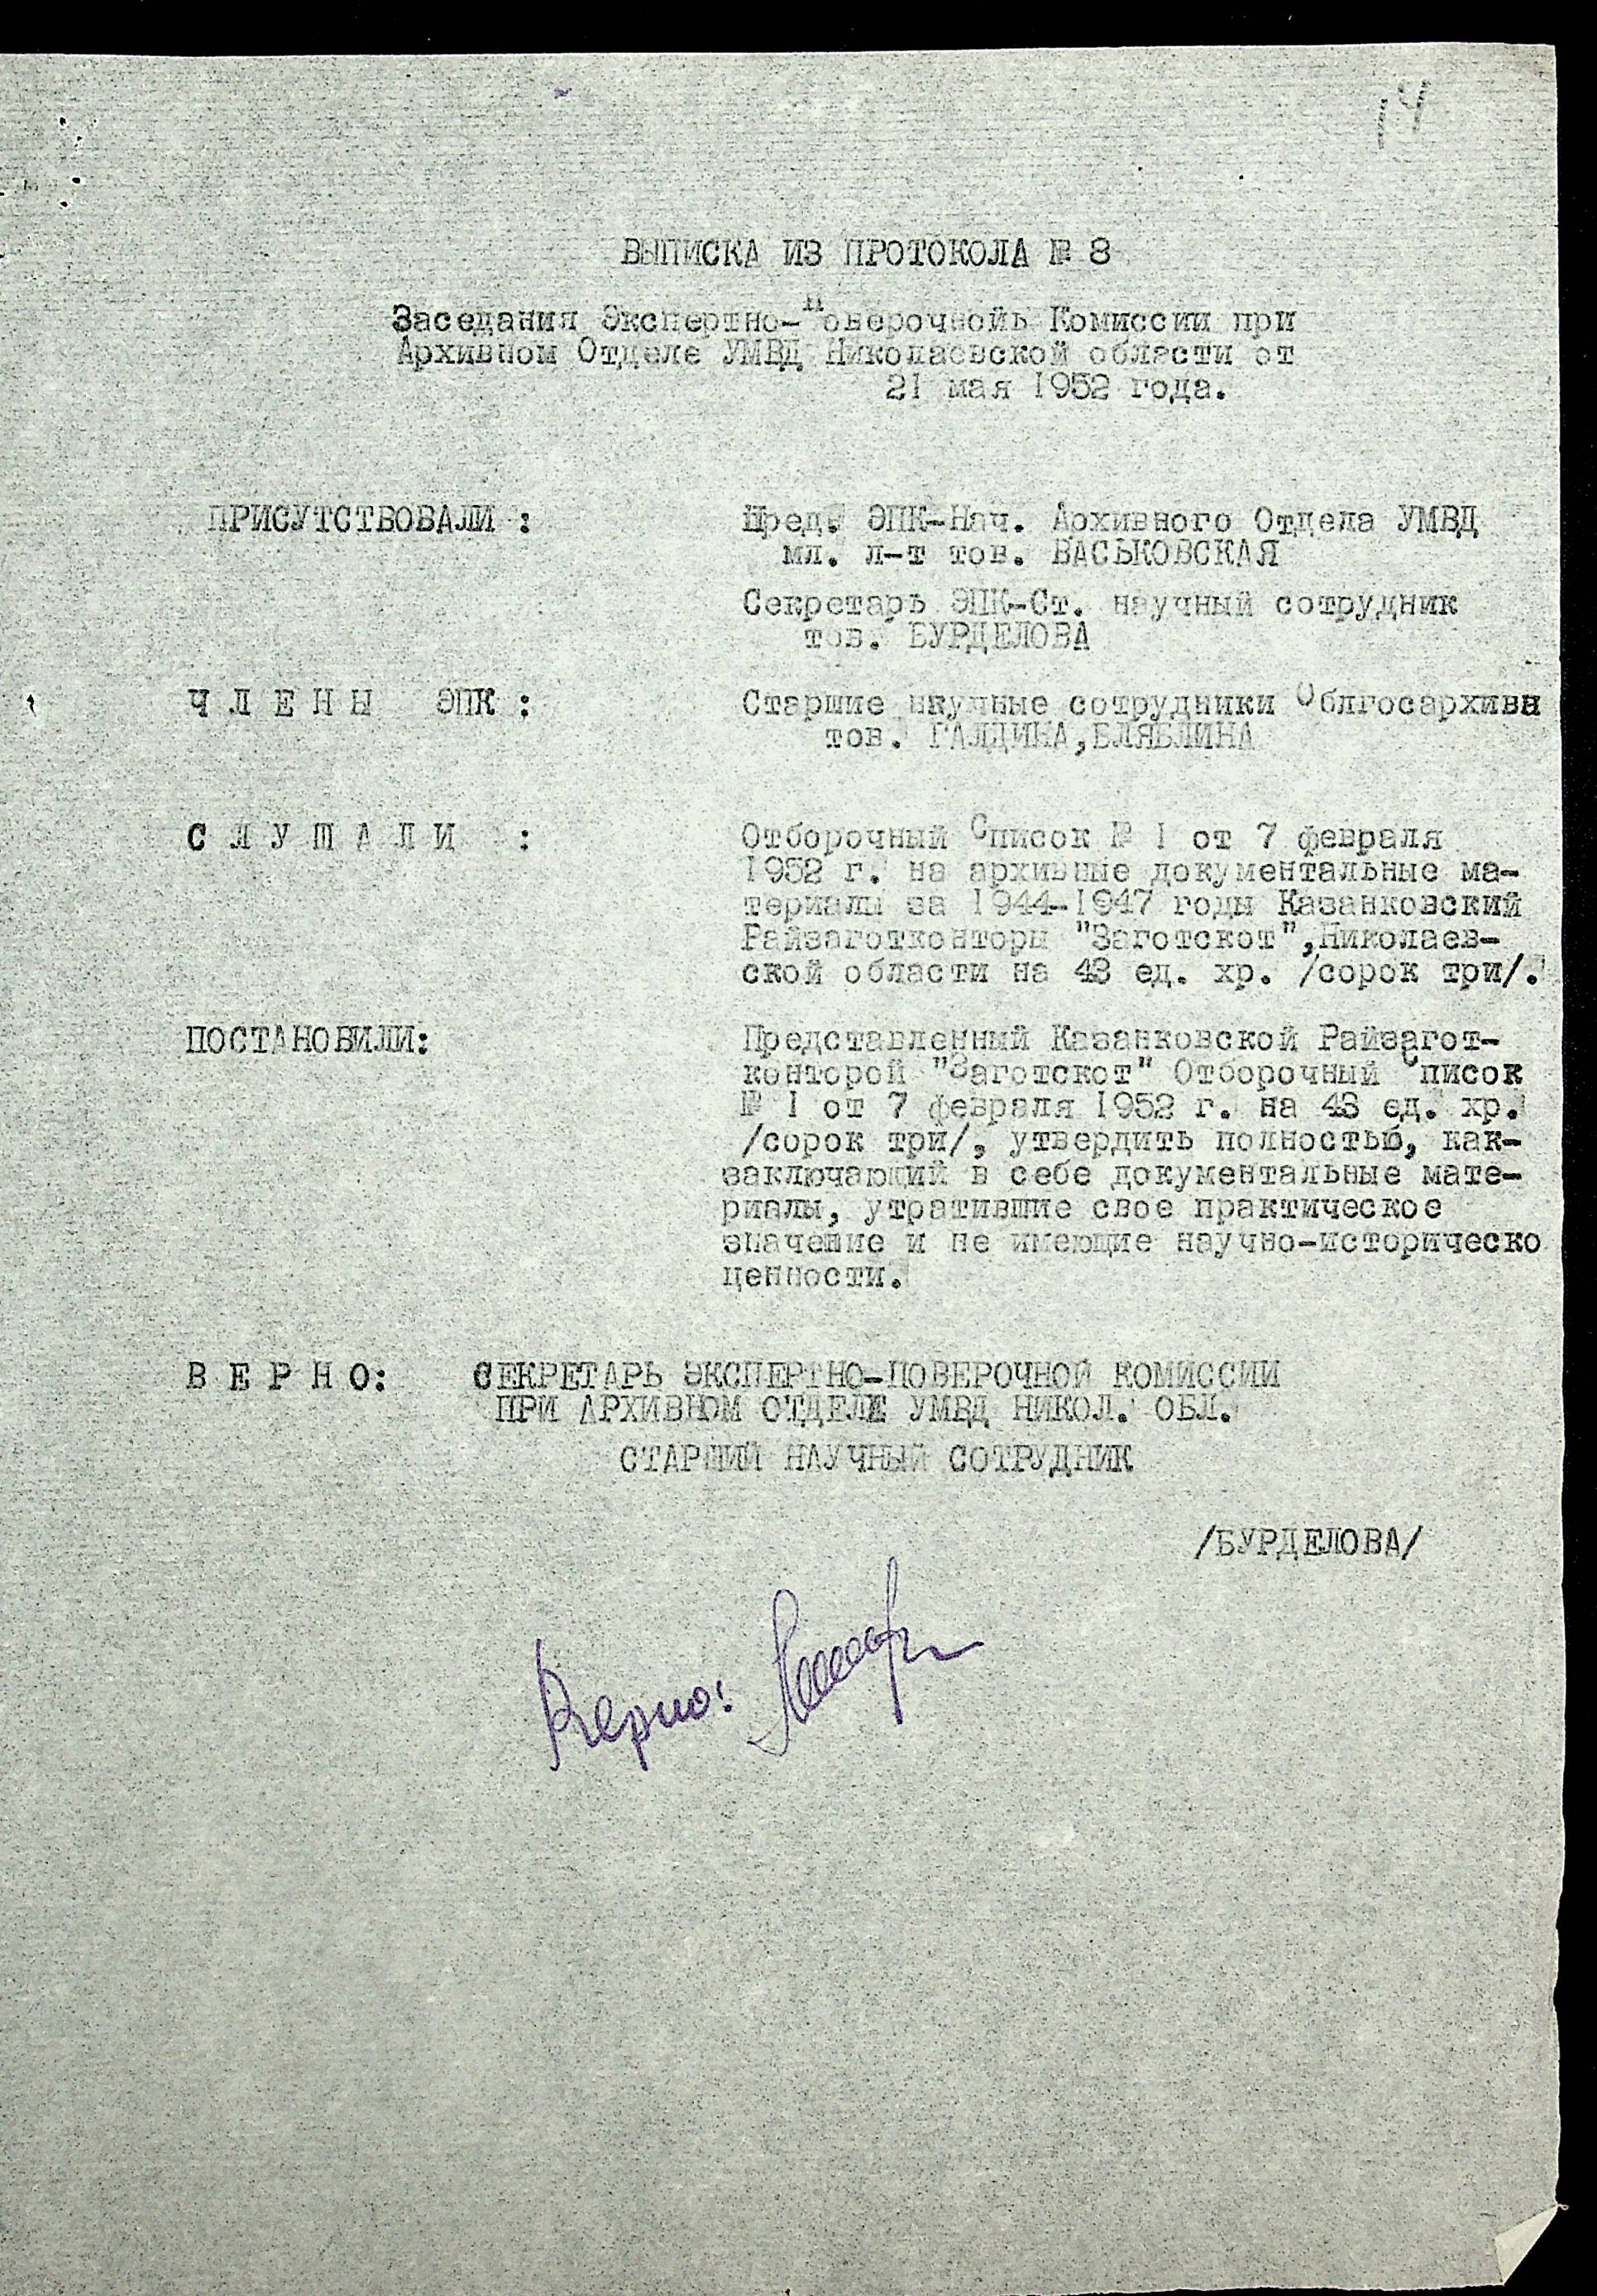 14
ВЫПИСКА ИЗ ПРОТОКОЛА № 8
Заседания Экспертно-Поверочнойь Комиссии при
Архивном Отделе УМВД Николаевской области от
21 мая 1952 года.
ПРИСУТСТВОВАЛИ : Пред. ЭПК-Нач. Архивного Отдела УМВД
мл. л-т тов. ВАСЬКОВСКАЯ
Секретарь ЭПК-Ст. научный сотрудник
тов. БУРДЕЛОВА
Ч Л Е Н Ы ЭПК : Старшие научные сотрудники Облгосархива
тов. ГАЛДИНА,БЛЯБЛИНА
С Л У Ш А Л И : Отборочный Список № 1 от 7 февраля
1952 г. на архивные документальные ма-
териалы за 1944-1947 годы Казанковский
Райзаготконторы "Заготскот",Николаев-
ской области на 43 ед. хр. /сорок три/.
ПОСТАНОВИЛИ: Представленный Казанковской Райзагот-
конторой "Заготскот" Отборочный Список
№ 1 от 7 февраля 1952 г. на 43 ед. хр.
/сорок три/, утвердить полностью, как-
заключающий в себе документальные мате-
риалы, утратившие свое практическое
значение и не имеющие научно-историческо
ценности.
В Е Р Н О: СЕКРЕТАРЬ ЭКСПЕРТНО-ПОВЕРОЧНОЙ КОМИССИИ
ПРИ АРХИВНОМ ОТДЕЛЕ УМВД НИКОЛ. ОБЛ.
СТАРШИЙ НАУЧНЫЙ СОТРУДНИК
/БУРДЕЛОВА/
Верно: